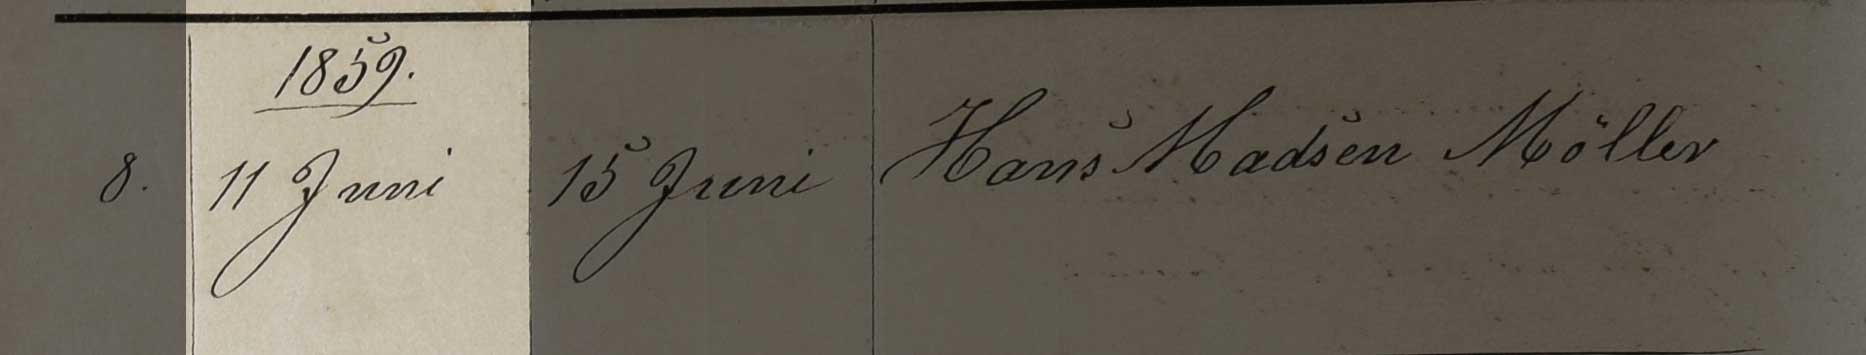 1859.
8. 11 Juni 15 Juni Hans Madsen Möller